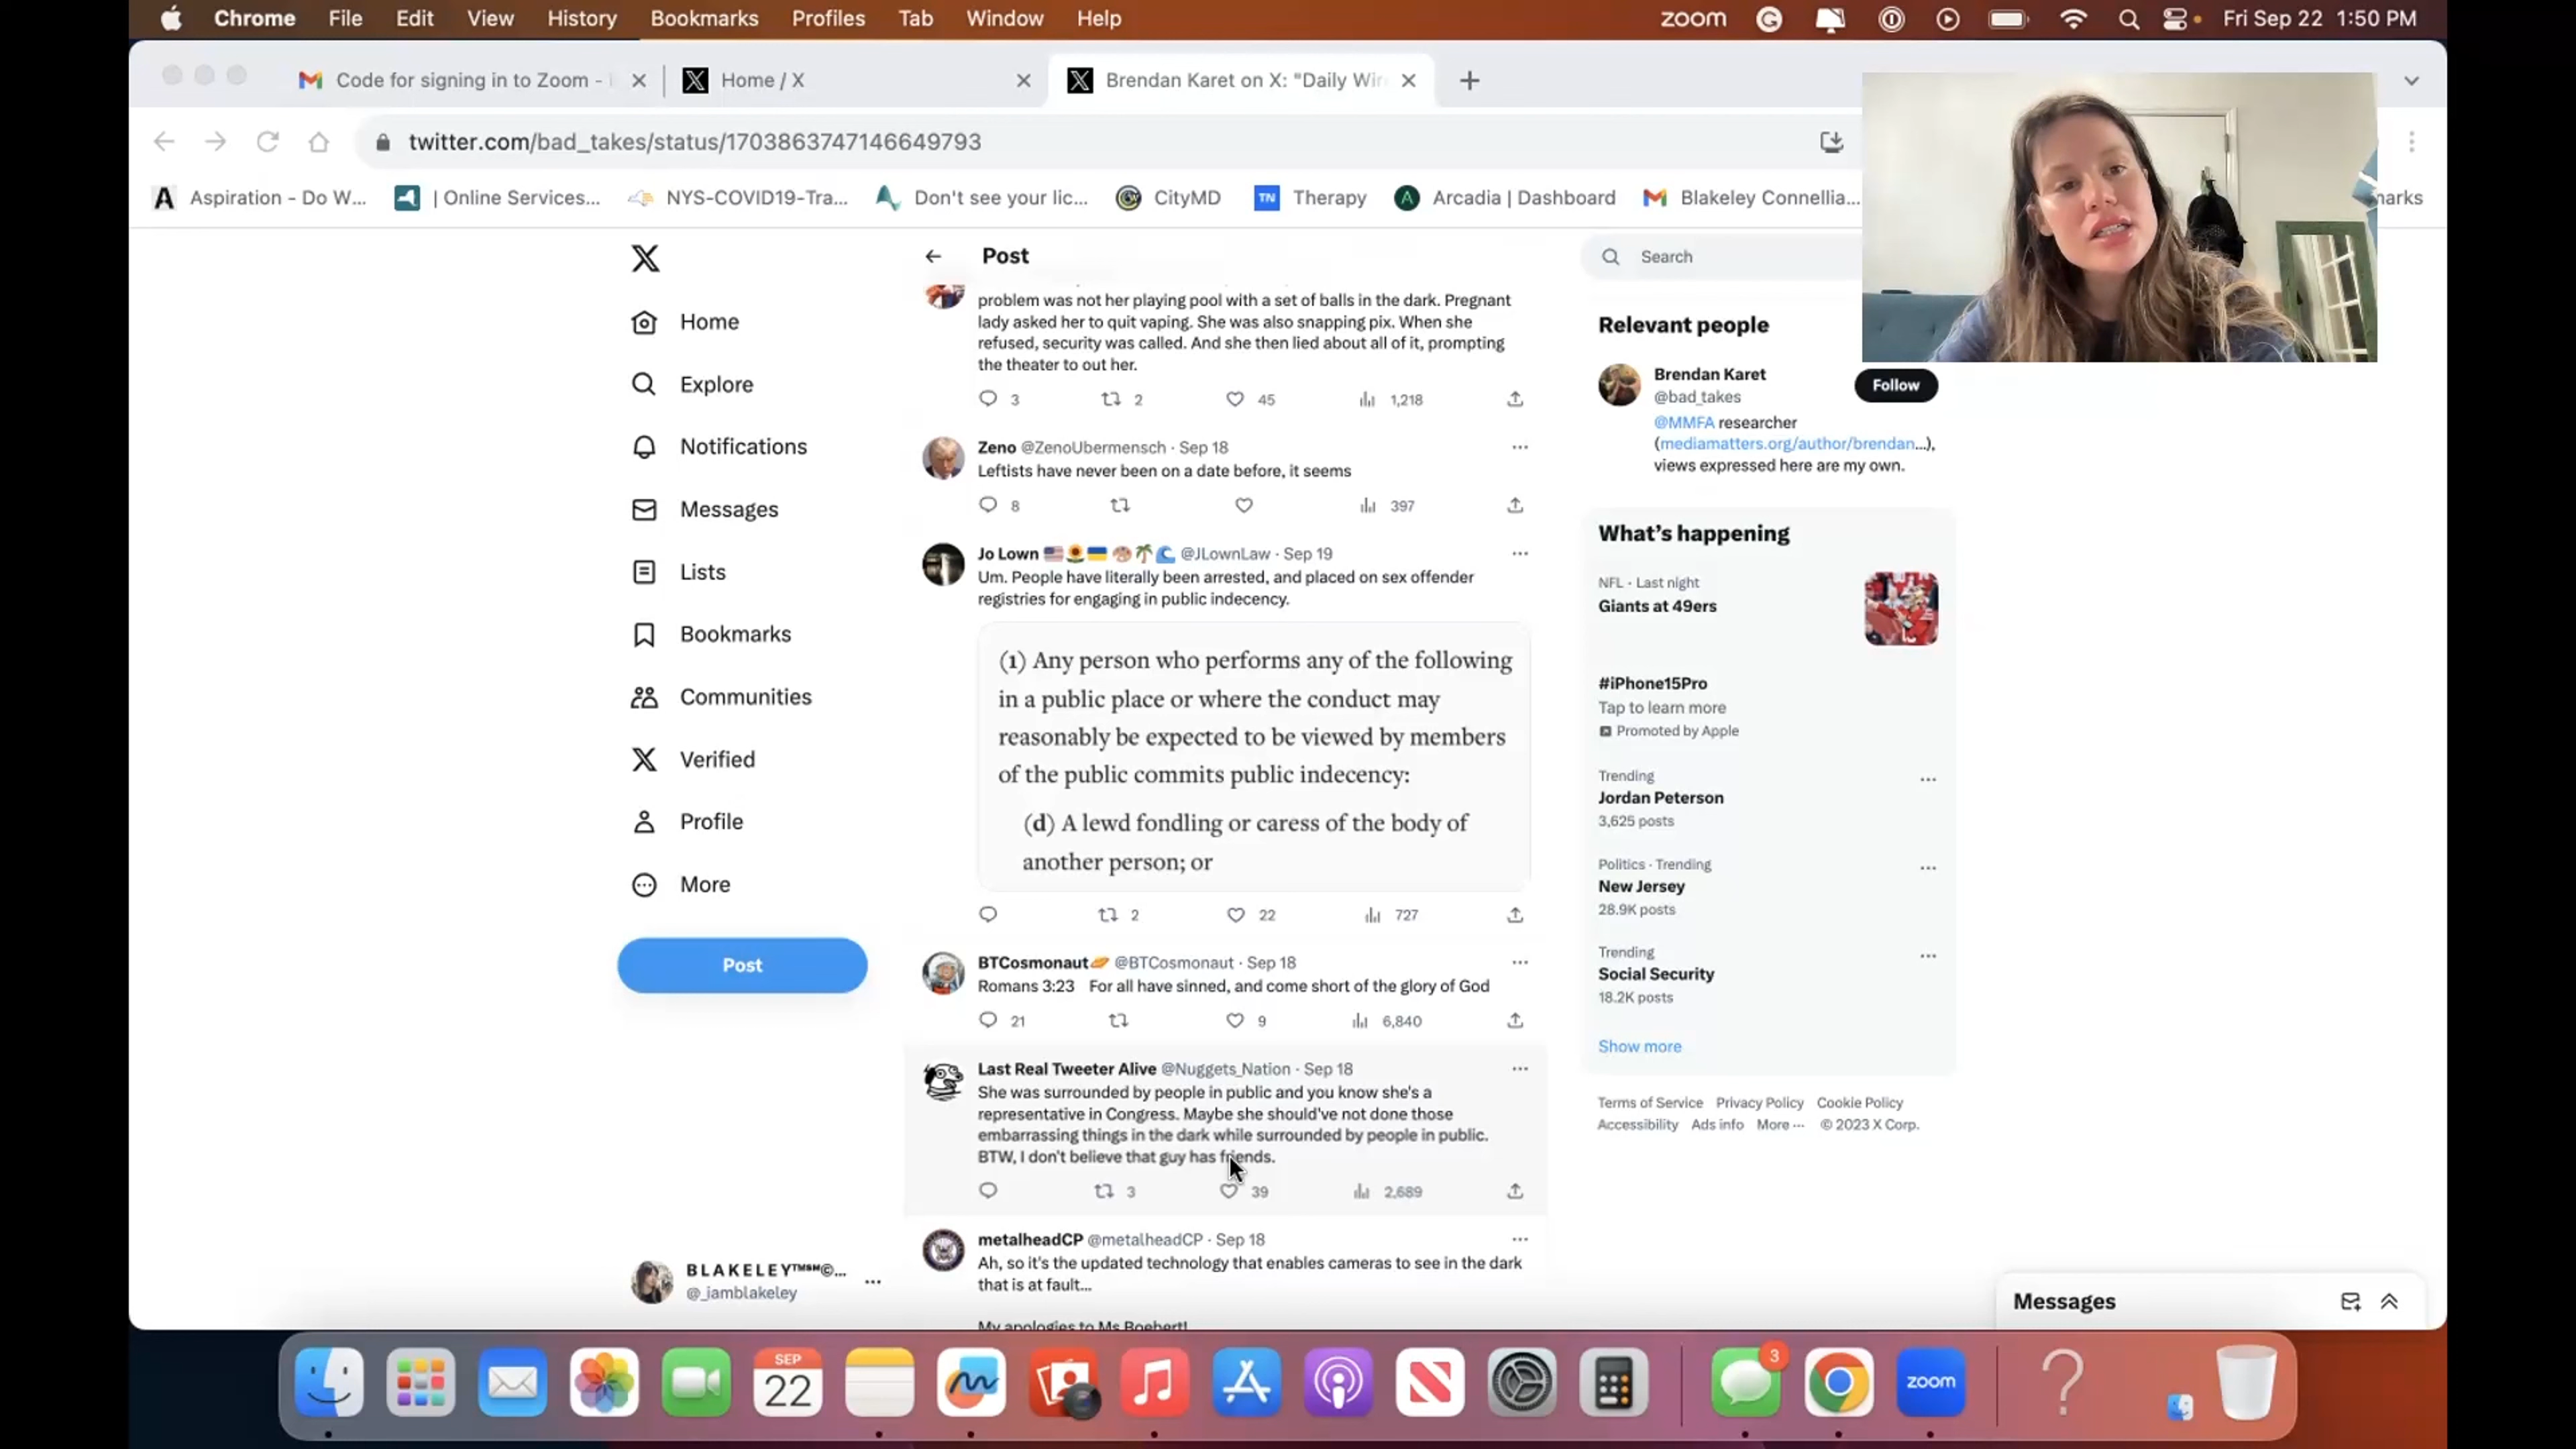 Chrome File Edit View History Bookmarks Profiles Tab Window Help zoom Fri Sep 22 1:50 PM
Code for signing in to Zoom - Home / X Brendan Karet on X: "Daily Wir
twitter.com/bad_takes/status/1703863747146649793
Aspiration - Do W... | Online Services... NYS-COVID19-Tra... Don't see your lic... CityMD TN Therapy Arcadia | Dashboard Blakeley Connellia... marks
Home
Explore
Notifications
Messages
Lists
Bookmarks
Communities
Verified
Profile
More
Post
B L A K E L E Y™℠©...
@_iamblakeley
Post
problem was not her playing pool with a set of balls in the dark. Pregnant
lady asked her to quit vaping. She was also snapping pix. When she
refused, security was called. And she then lied about all of it, prompting
the theater to out her.
3 2 45 1,218
Zeno @ZenoUbermensch · Sep 18
Leftists have never been on a date before, it seems
8 397
Jo Lown 🇺🇸🌻🇺🇦🎨🌴🌊 @JLownLaw · Sep 19
Um. People have literally been arrested, and placed on sex offender
registries for engaging in public indecency.
(1) Any person who performs any of the following
in a public place or where the conduct may
reasonably be expected to be viewed by members
of the public commits public indecency:
(d) A lewd fondling or caress of the body of
another person; or
2 22 727
BTCosmonaut @BTCosmonaut · Sep 18
Romans 3:23 For all have sinned, and come short of the glory of God
21 9 6,840
Last Real Tweeter Alive @Nuggets_Nation · Sep 18
She was surrounded by people in public and you know she's a
representative in Congress. Maybe she should've not done those
embarrassing things in the dark while surrounded by people in public.
BTW, I don't believe that guy has friends.
3 39 2,689
metalheadCP @metalheadCP · Sep 18
Ah, so it's the updated technology that enables cameras to see in the dark
that is at fault...
My apologies to Ms Boebert!
Search
Relevant people
Brendan Karet
@bad_takes
Follow
@MMFA researcher
(mediamatters.org/author/brendan...),
views expressed here are my own.
What's happening
NFL · Last night
Giants at 49ers
#iPhone15Pro
Tap to learn more
Promoted by Apple
Trending
Jordan Peterson
3,625 posts
Politics · Trending
New Jersey
28.9K posts
Trending
Social Security
18.2K posts
Show more
Terms of Service Privacy Policy Cookie Policy
Accessibility Ads info More ··· © 2023 X Corp.
Messages
SEP
22
3
zoom